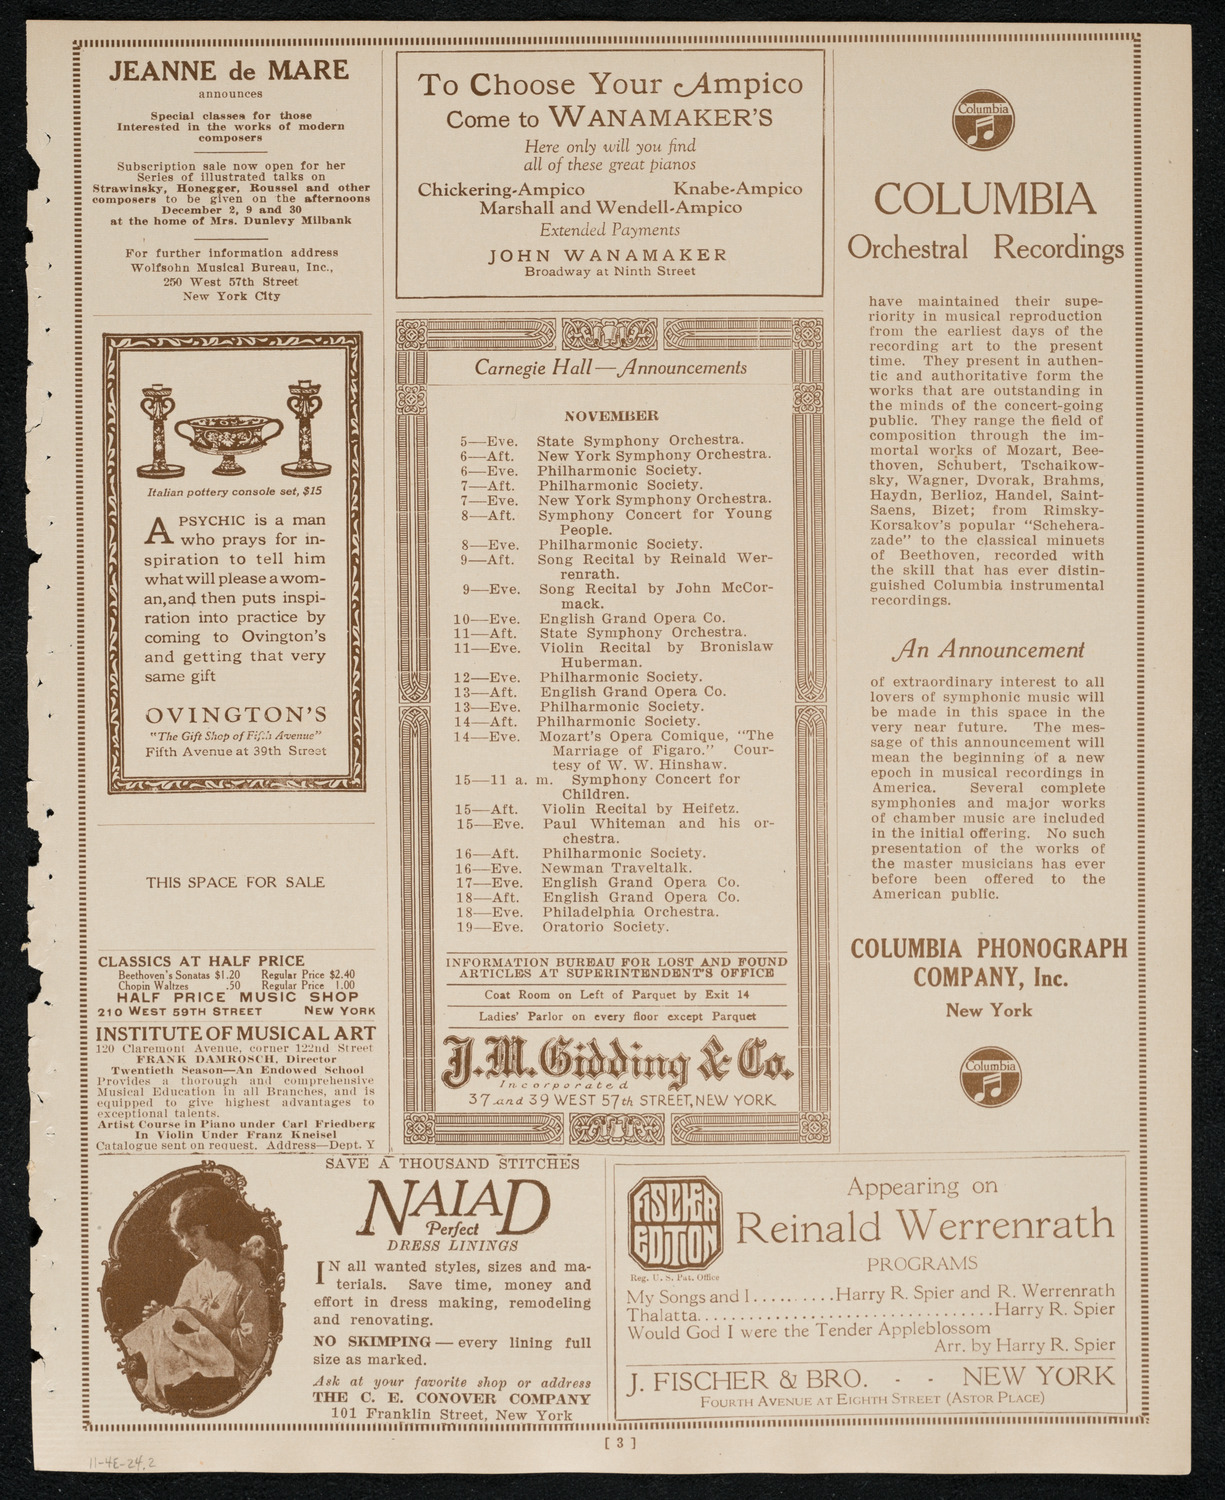 JEANNE de MARE
announces
Special classes for those
Interested in the works of modern
composers
Subscription sale now open for her
Series of illustrated talks on
Strawinsky, Honegger, Roussel and other
composers to be given on the afternoons
December 2, 9 and 30
at the home of Mrs. Dunlevy Milbank
For further information address
Wolfsohn Musical Bureau, Inc.,
250 West 57th Street
New York City
Italian pottery console set, $15
A PSYCHIC is a man
who prays for in-
spiration to tell him
what will please a wom-
an, and then puts inspi-
ration into practice by
coming to Ovington's
and getting that very
same gift
OVINGTON'S
"The Gift Shop of Fifth Avenue"
Fifth Avenue at 39th Street
THIS SPACE FOR SALE
CLASSICS AT HALF PRICE
Beethoven's Sonatas $1.20 Regular Price $2.40
Chopin Waltzes .50 Regular Price 1.00
HALF PRICE MUSIC SHOP
210 WEST 59TH STREET NEW YORK
INSTITUTE OF MUSICAL ART
120 Claremont Avenue, corner 122nd Street
FRANK DAMROSCH, Director
Twentieth Season—An Endowed School
Provides a thorough and comprehensive
Musical Education in all Branches, and is
equipped to give highest advantages to
exceptional talents.
Artist Course in Piano under Carl Friedberg
In Violin Under Franz Kneisel
Catalogue sent on request. Address—Dept. Y
To Choose Your Ampico
Come to WANAMAKER'S
Here only will you find
all of these great pianos
Chickering-Ampico Knabe-Ampico
Marshall and Wendell-Ampico
Extended Payments
JOHN WANAMAKER
Broadway at Ninth Street
Carnegie Hall—Announcements
NOVEMBER
5—Eve. State Symphony Orchestra.
6—Aft. New York Symphony Orchestra.
6—Eve. Philharmonic Society.
7—Aft. Philharmonic Society.
7—Eve. New York Symphony Orchestra.
8—Aft. Symphony Concert for Young
People.
8—Eve. Philharmonic Society.
9—Aft. Song Recital by Reinald Wer-
renrath.
9—Eve. Song Recital by John McCor-
mack.
10—Eve. English Grand Opera Co.
11—Aft. State Symphony Orchestra.
11—Eve. Violin Recital by Bronislaw
Huberman.
12—Eve. Philharmonic Society.
13—Aft. English Grand Opera Co.
13—Eve. Philharmonic Society.
14—Aft. Philharmonic Society.
14—Eve. Mozart's Opera Comique, "The
Marriage of Figaro." Cour-
tesy of W. W. Hinshaw.
15—11 a. m. Symphony Concert for
Children.
15—Aft. Violin Recital by Heifetz.
15—Eve. Paul Whiteman and his or-
chestra.
16—Aft. Philharmonic Society.
16—Eve. Newman Traveltalk.
17—Eve. English Grand Opera Co.
18—Aft. English Grand Opera Co.
18—Eve. Philadelphia Orchestra.
19—Eve. Oratorio Society.
INFORMATION BUREAU FOR LOST AND FOUND
ARTICLES AT SUPERINTENDENT'S OFFICE
Coat Room on Left of Parquet by Exit 14
Ladies' Parlor on every floor except Parquet
J. M. Gidding & Co.
Incorporated
37 and 39 WEST 57th STREET, NEW YORK
Columbia
COLUMBIA
Orchestral Recordings
have maintained their supe-
riority in musical reproduction
from the earliest days of the
recording art to the present
time. They present in authen-
tic and authoritative form the
works that are outstanding in
the minds of the concert-going
public. They range the field of
composition through the im-
mortal works of Mozart, Bee-
thoven, Schubert, Tschaikow-
sky, Wagner, Dvorak, Brahms,
Haydn, Berlioz, Handel, Saint-
Saens, Bizet; from Rimsky-
Korsakov's popular "Schehera-
zade" to the classical minuets
of Beethoven, recorded with
the skill that has ever distin-
guished Columbia instrumental
recordings.
An Announcement
of extraordinary interest to all
lovers of symphonic music will
be made in this space in the
very near future. The mes-
sage of this announcement will
mean the beginning of a new
epoch in musical recordings in
America. Several complete
symphonies and major works
of chamber music are included
in the initial offering. No such
presentation of the works of
the master musicians has ever
before been offered to the
American public.
COLUMBIA PHONOGRAPH
COMPANY, Inc.
New York
Columbia
SAVE A THOUSAND STITCHES
NAIAD
Perfect
DRESS LININGS
IN all wanted styles, sizes and ma-
terials. Save time, money and
effort in dress making, remodeling
and renovating.
NO SKIMPING—every lining full
size as marked.
Ask at your favorite shop or address
THE C. E. CONOVER COMPANY
101 Franklin Street, New York
FISCHER
EDITION
Reg. U. S. Pat. Office
Appearing on
Reinald Werrenrath
PROGRAMS
My Songs and I..........Harry R. Spier and R. Werrenrath
Thalatta..............................Harry R. Spier
Would God I were the Tender Appleblossom
Arr. by Harry R. Spier
J. FISCHER & BRO. - - NEW YORK
FOURTH AVENUE AT EIGHTH STREET (ASTOR PLACE)
[ 3 ]
11-4E-24.2